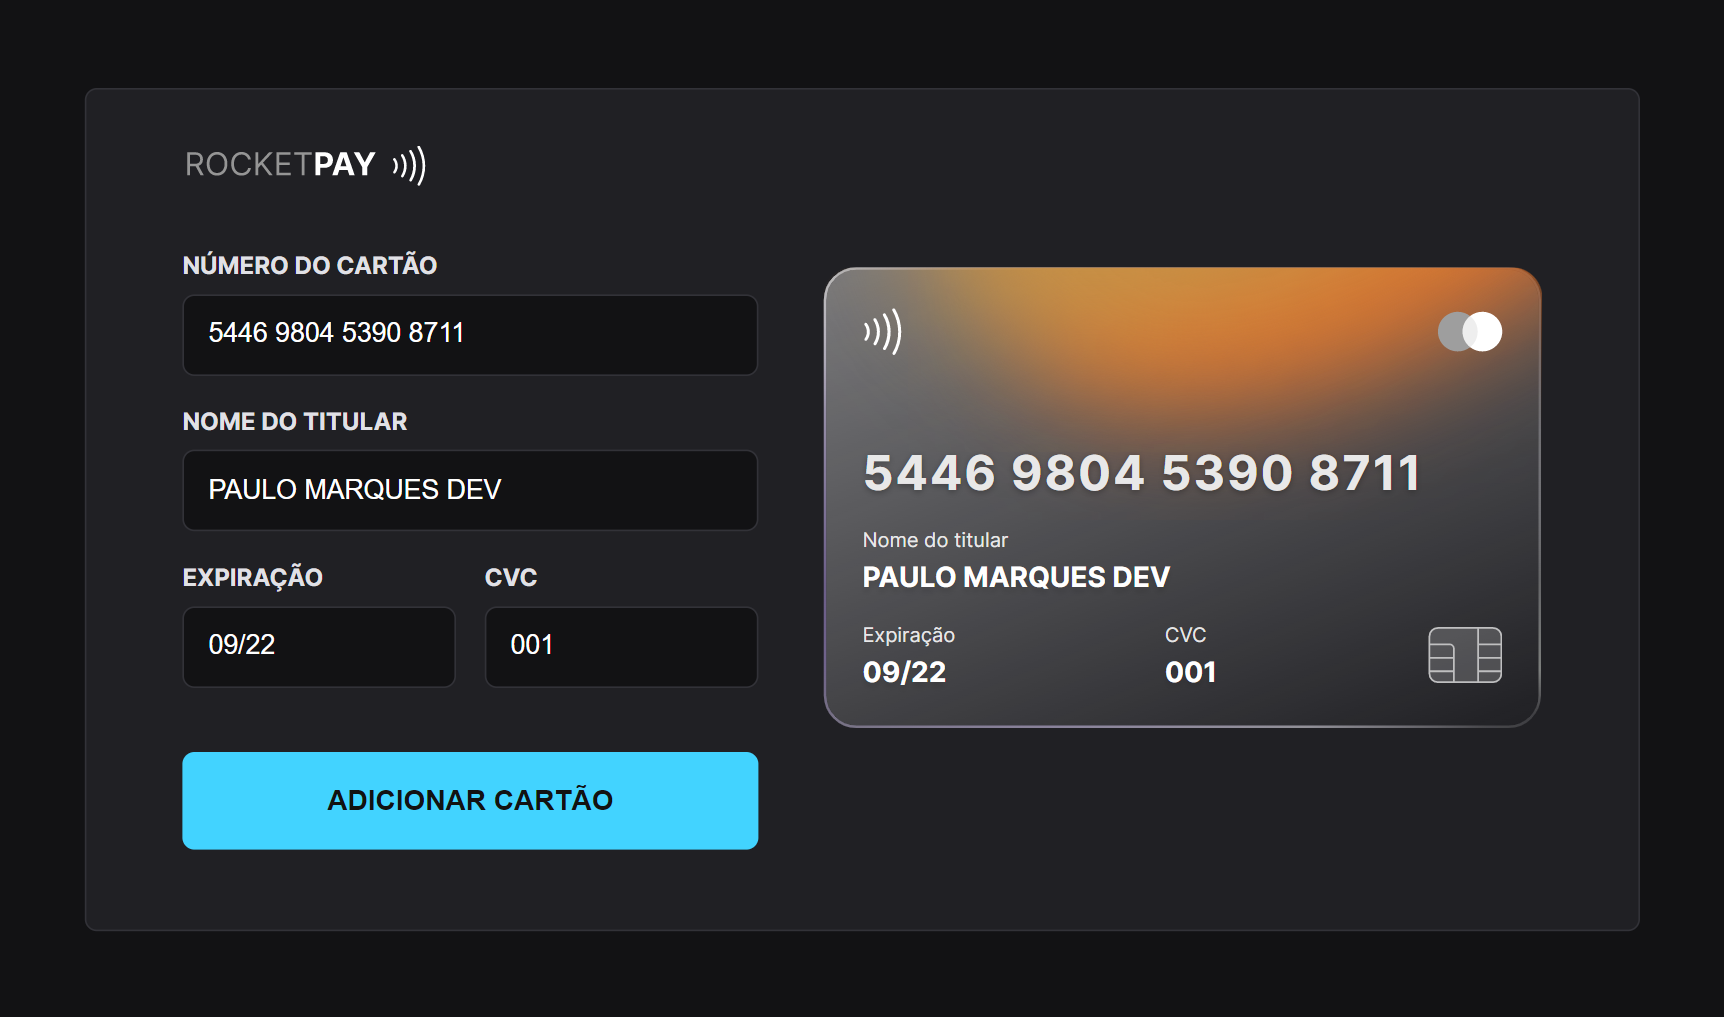 ROCKETPAY
NÚMERO DO CARTÃO
5446 9804 5390 8711
NOME DO TITULAR
PAULO MARQUES DEV
EXPIRAÇÃO
CVC
09/22
001
ADICIONAR CARTÃO
5446 9804 5390 8711
Nome do titular
PAULO MARQUES DEV
Expiração
CVC
09/22
001